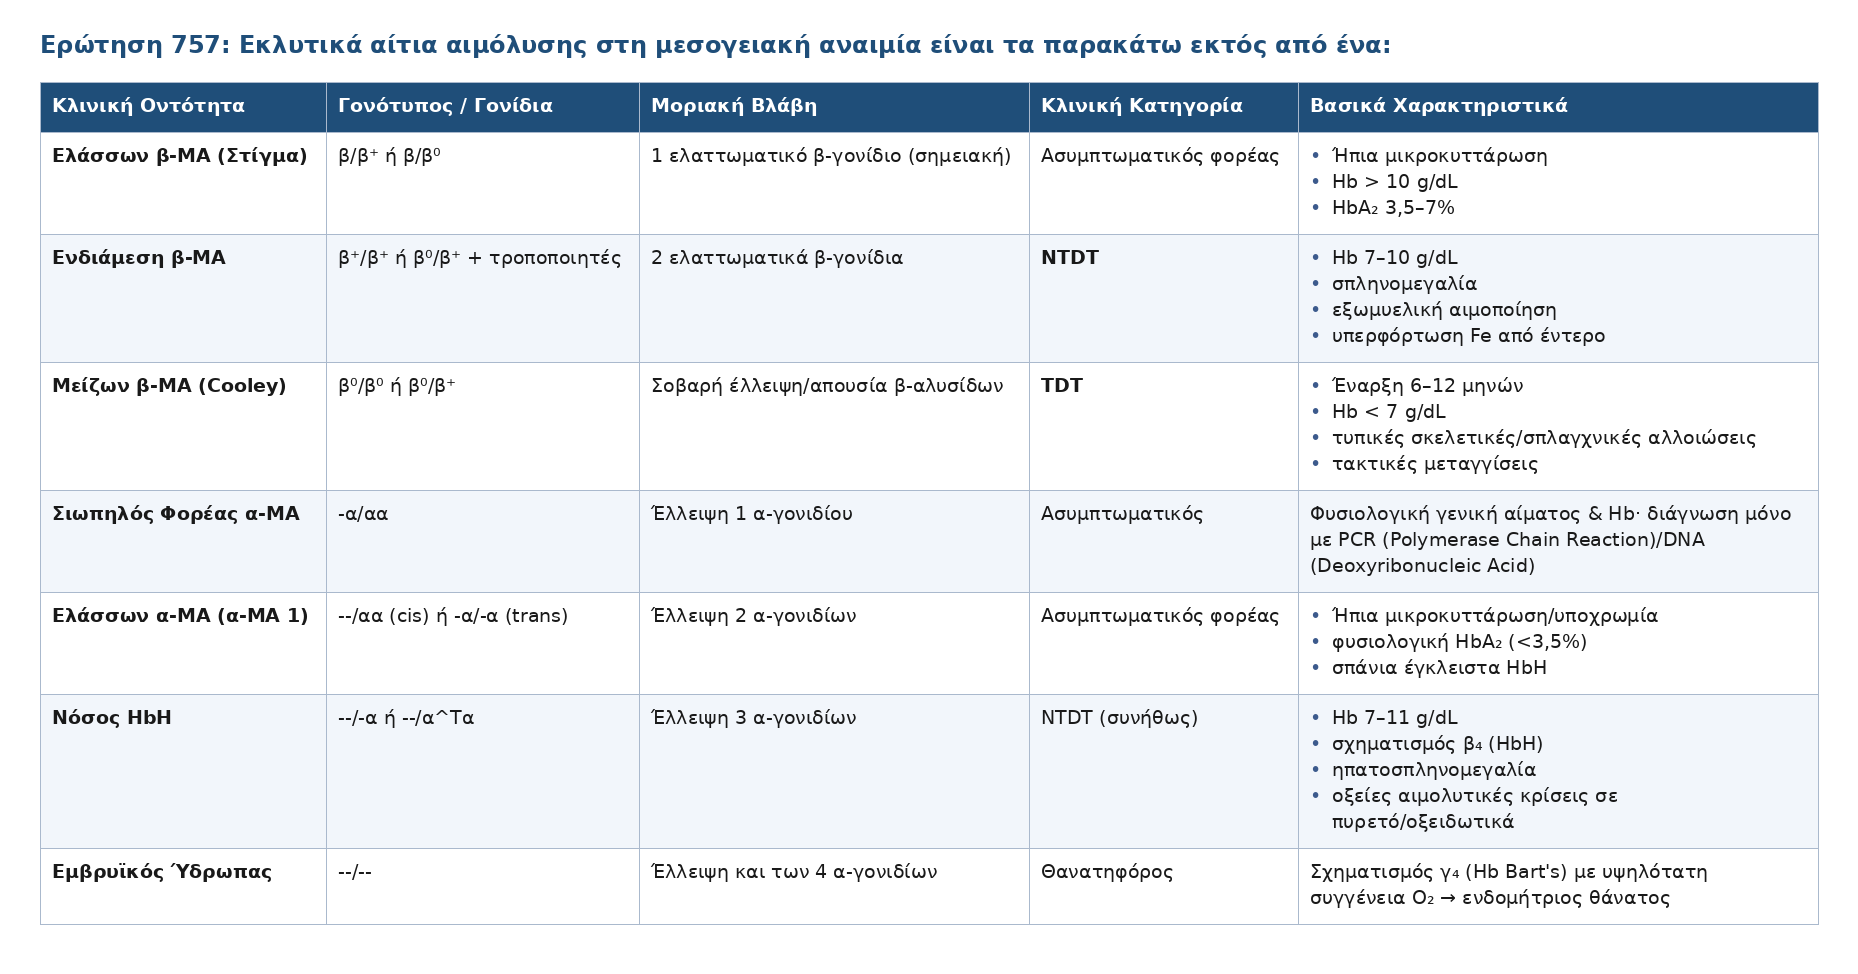 Ερώτηση 757: Εκλυτικά αίτια αιμόλυσης στη μεσογειακή αναιμία είναι τα παρακάτω εκτός από ένα:
Κλινική Οντότητα
Γονότυπος / Γονίδια
Μοριακή Βλάβη
Κλινική Κατηγορία
Βασικά Χαρακτηριστικά
Ελάσσων β-ΜΑ (Στίγμα)
β/β⁺ ή β/β⁰
1 ελαττωματικό β-γονίδιο (σημειακή)
Ασυμπτωματικός φορέας
• Ήπια μικροκυττάρωση
• Hb > 10 g/dL
• HbA₂ 3,5–7%
Ενδιάμεση β-ΜΑ
β⁺/β⁺ ή β⁰/β⁺ + τροποποιητές
2 ελαττωματικά β-γονίδια
NTDT
• Hb 7–10 g/dL
• σπληνομεγαλία
• εξωμυελική αιμοποίηση
• υπερφόρτωση Fe από έντερο
Μείζων β-ΜΑ (Cooley)
β⁰/β⁰ ή β⁰/β⁺
Σοβαρή έλλειψη/απουσία β-αλυσίδων
TDT
• Έναρξη 6–12 μηνών
• Hb < 7 g/dL
• τυπικές σκελετικές/σπλαγχνικές αλλοιώσεις
• τακτικές μεταγγίσεις
Σιωπηλός Φορέας α-ΜΑ
-α/αα
Έλλειψη 1 α-γονιδίου
Ασυμπτωματικός
Φυσιολογική γενική αίματος & Hb· διάγνωση μόνο
με PCR (Polymerase Chain Reaction)/DNA
(Deoxyribonucleic Acid)
Ελάσσων α-ΜΑ (α-ΜΑ 1)
--/αα (cis) ή -α/-α (trans)
Έλλειψη 2 α-γονιδίων
Ασυμπτωματικός φορέας
• Ήπια μικροκυττάρωση/υποχρωμία
• φυσιολογική HbA₂ (<3,5%)
• σπάνια έγκλειστα HbH
Νόσος HbH
--/-α ή --/α^Τα
Έλλειψη 3 α-γονιδίων
NTDT (συνήθως)
• Hb 7–11 g/dL
• σχηματισμός β₄ (HbH)
• ηπατοσπληνομεγαλία
• οξείες αιμολυτικές κρίσεις σε
πυρετό/οξειδωτικά
Εμβρυϊκός Ύδρωπας
--/--
Έλλειψη και των 4 α-γονιδίων
Θανατηφόρος
Σχηματισμός γ₄ (Hb Bart's) με υψηλότατη
συγγένεια O₂ → ενδομήτριος θάνατος